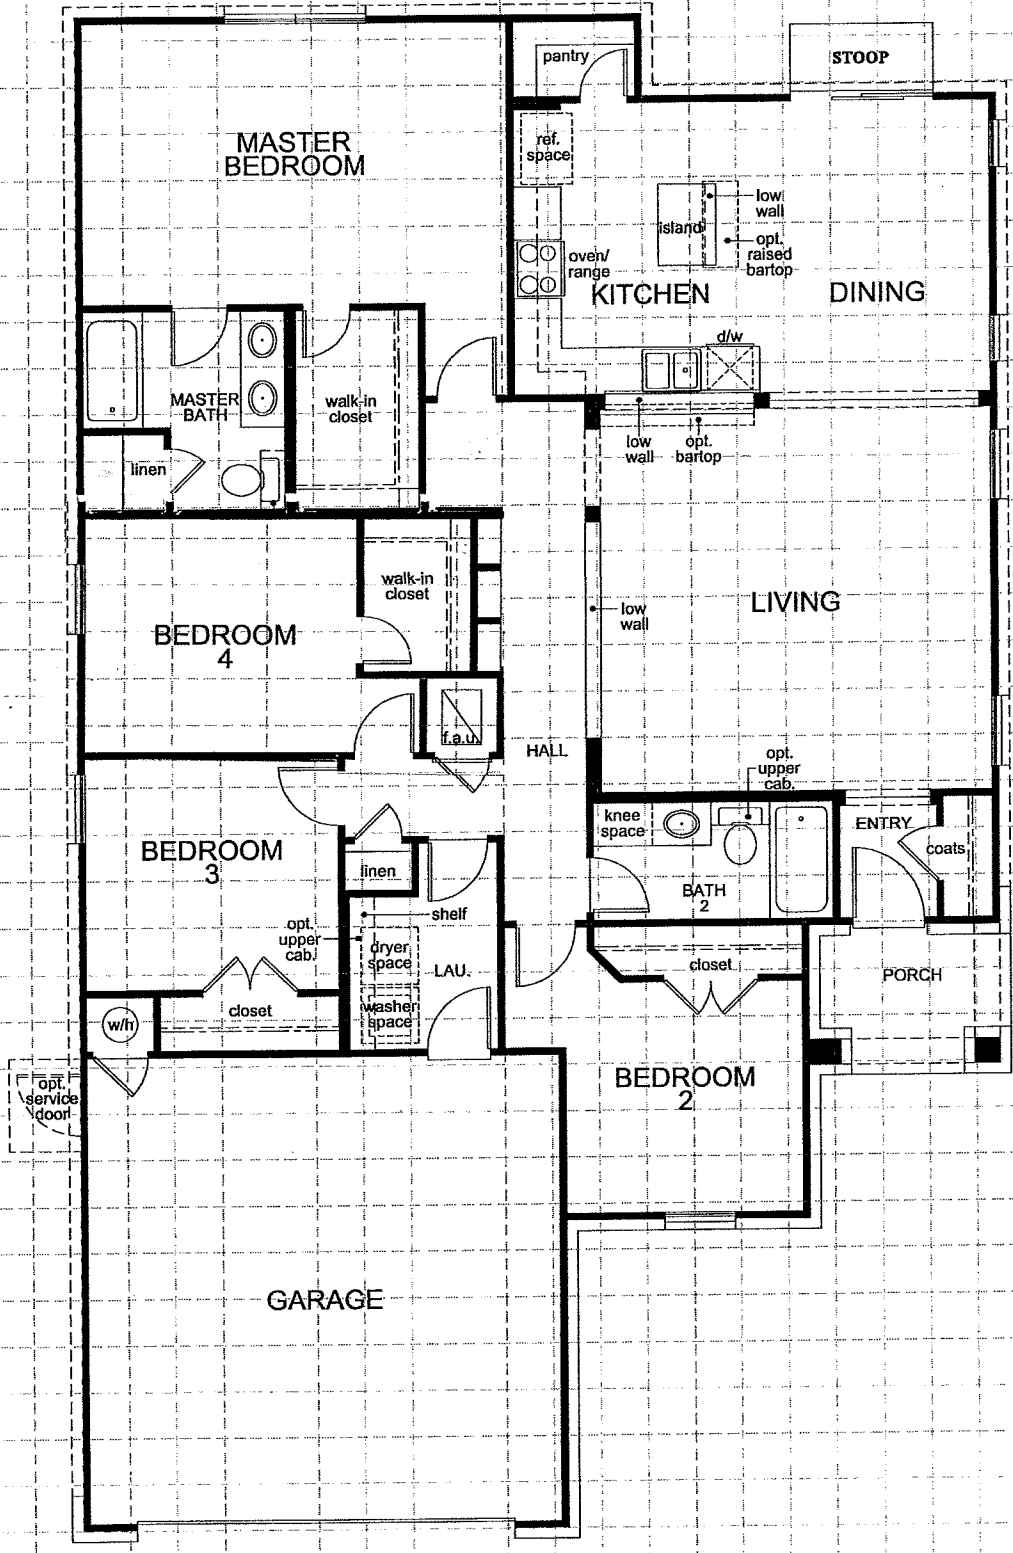 pantry
STOOP
MASTER
BEDROOM
ref.
space
low
wall
island
opt.
raised
bartop
oven/
range
KITCHEN
DINING
d/w
MASTER
BATH
walk-in
closet
linen
low
wall
opt.
bartop
walk-in
closet
BEDROOM
4
low
wall
LIVING
f.a.u.
HALL
opt.
upper
cab.
knee
space
ENTRY
coats
BEDROOM
3
linen
BATH
2
shelf
opt.
upper
cab.
dryer
space
LAU.
closet
PORCH
washer
space
closet
w/h
opt.
service
door
BEDROOM
2
GARAGE